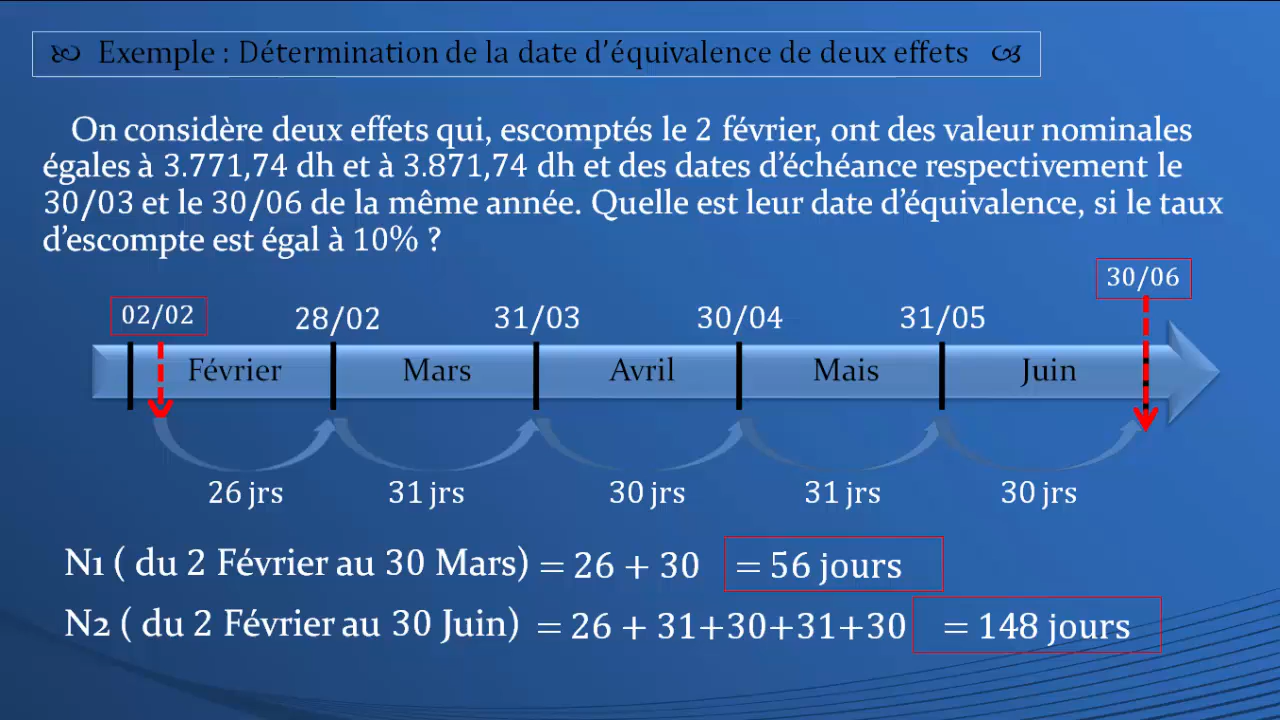 Exemple : Détermination de la date d'équivalence de deux effets
On considère deux effets qui, escomptés le 2 février, ont des valeur nominales
égales à 3.771,74 dh et à 3.871,74 dh et des dates d'échéance respectivement le
30/03 et le 30/06 de la même année. Quelle est leur date d'équivalence, si le taux
d'escompte est égal à 10% ?
30/06
02/02 28/02 31/03 30/04 31/05
Février Mars Avril Mais Juin
26 jrs 31 jrs 30 jrs 31 jrs 30 jrs
N1 ( du 2 Février au 30 Mars) = 26 + 30 = 56 jours
N2 ( du 2 Février au 30 Juin) = 26 + 31+30+31+30 = 148 jours